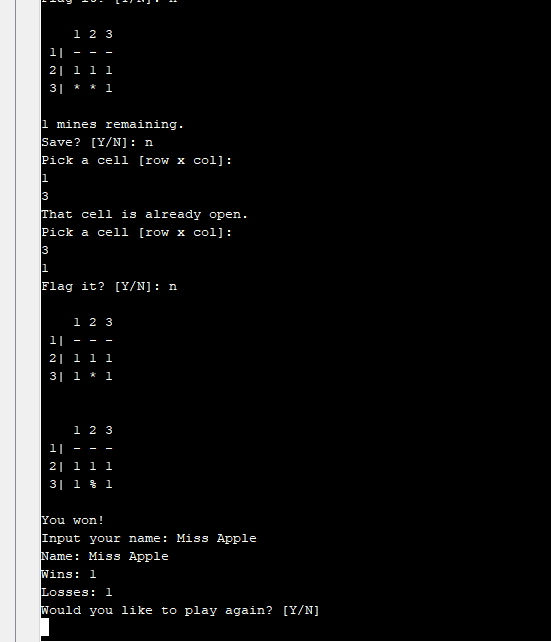 Flag it? [Y/N]: n
1 2 3
1| - - -
2| 1 1 1
3| * * 1
1 mines remaining.
Save? [Y/N]: n
Pick a cell [row x col]:
1
3
That cell is already open.
Pick a cell [row x col]:
3
1
Flag it? [Y/N]: n
1 2 3
1| - - -
2| 1 1 1
3| 1 * 1
1 2 3
1| - - -
2| 1 1 1
3| 1 % 1
You won!
Input your name: Miss Apple
Name: Miss Apple
Wins: 1
Losses: 1
Would you like to play again? [Y/N]